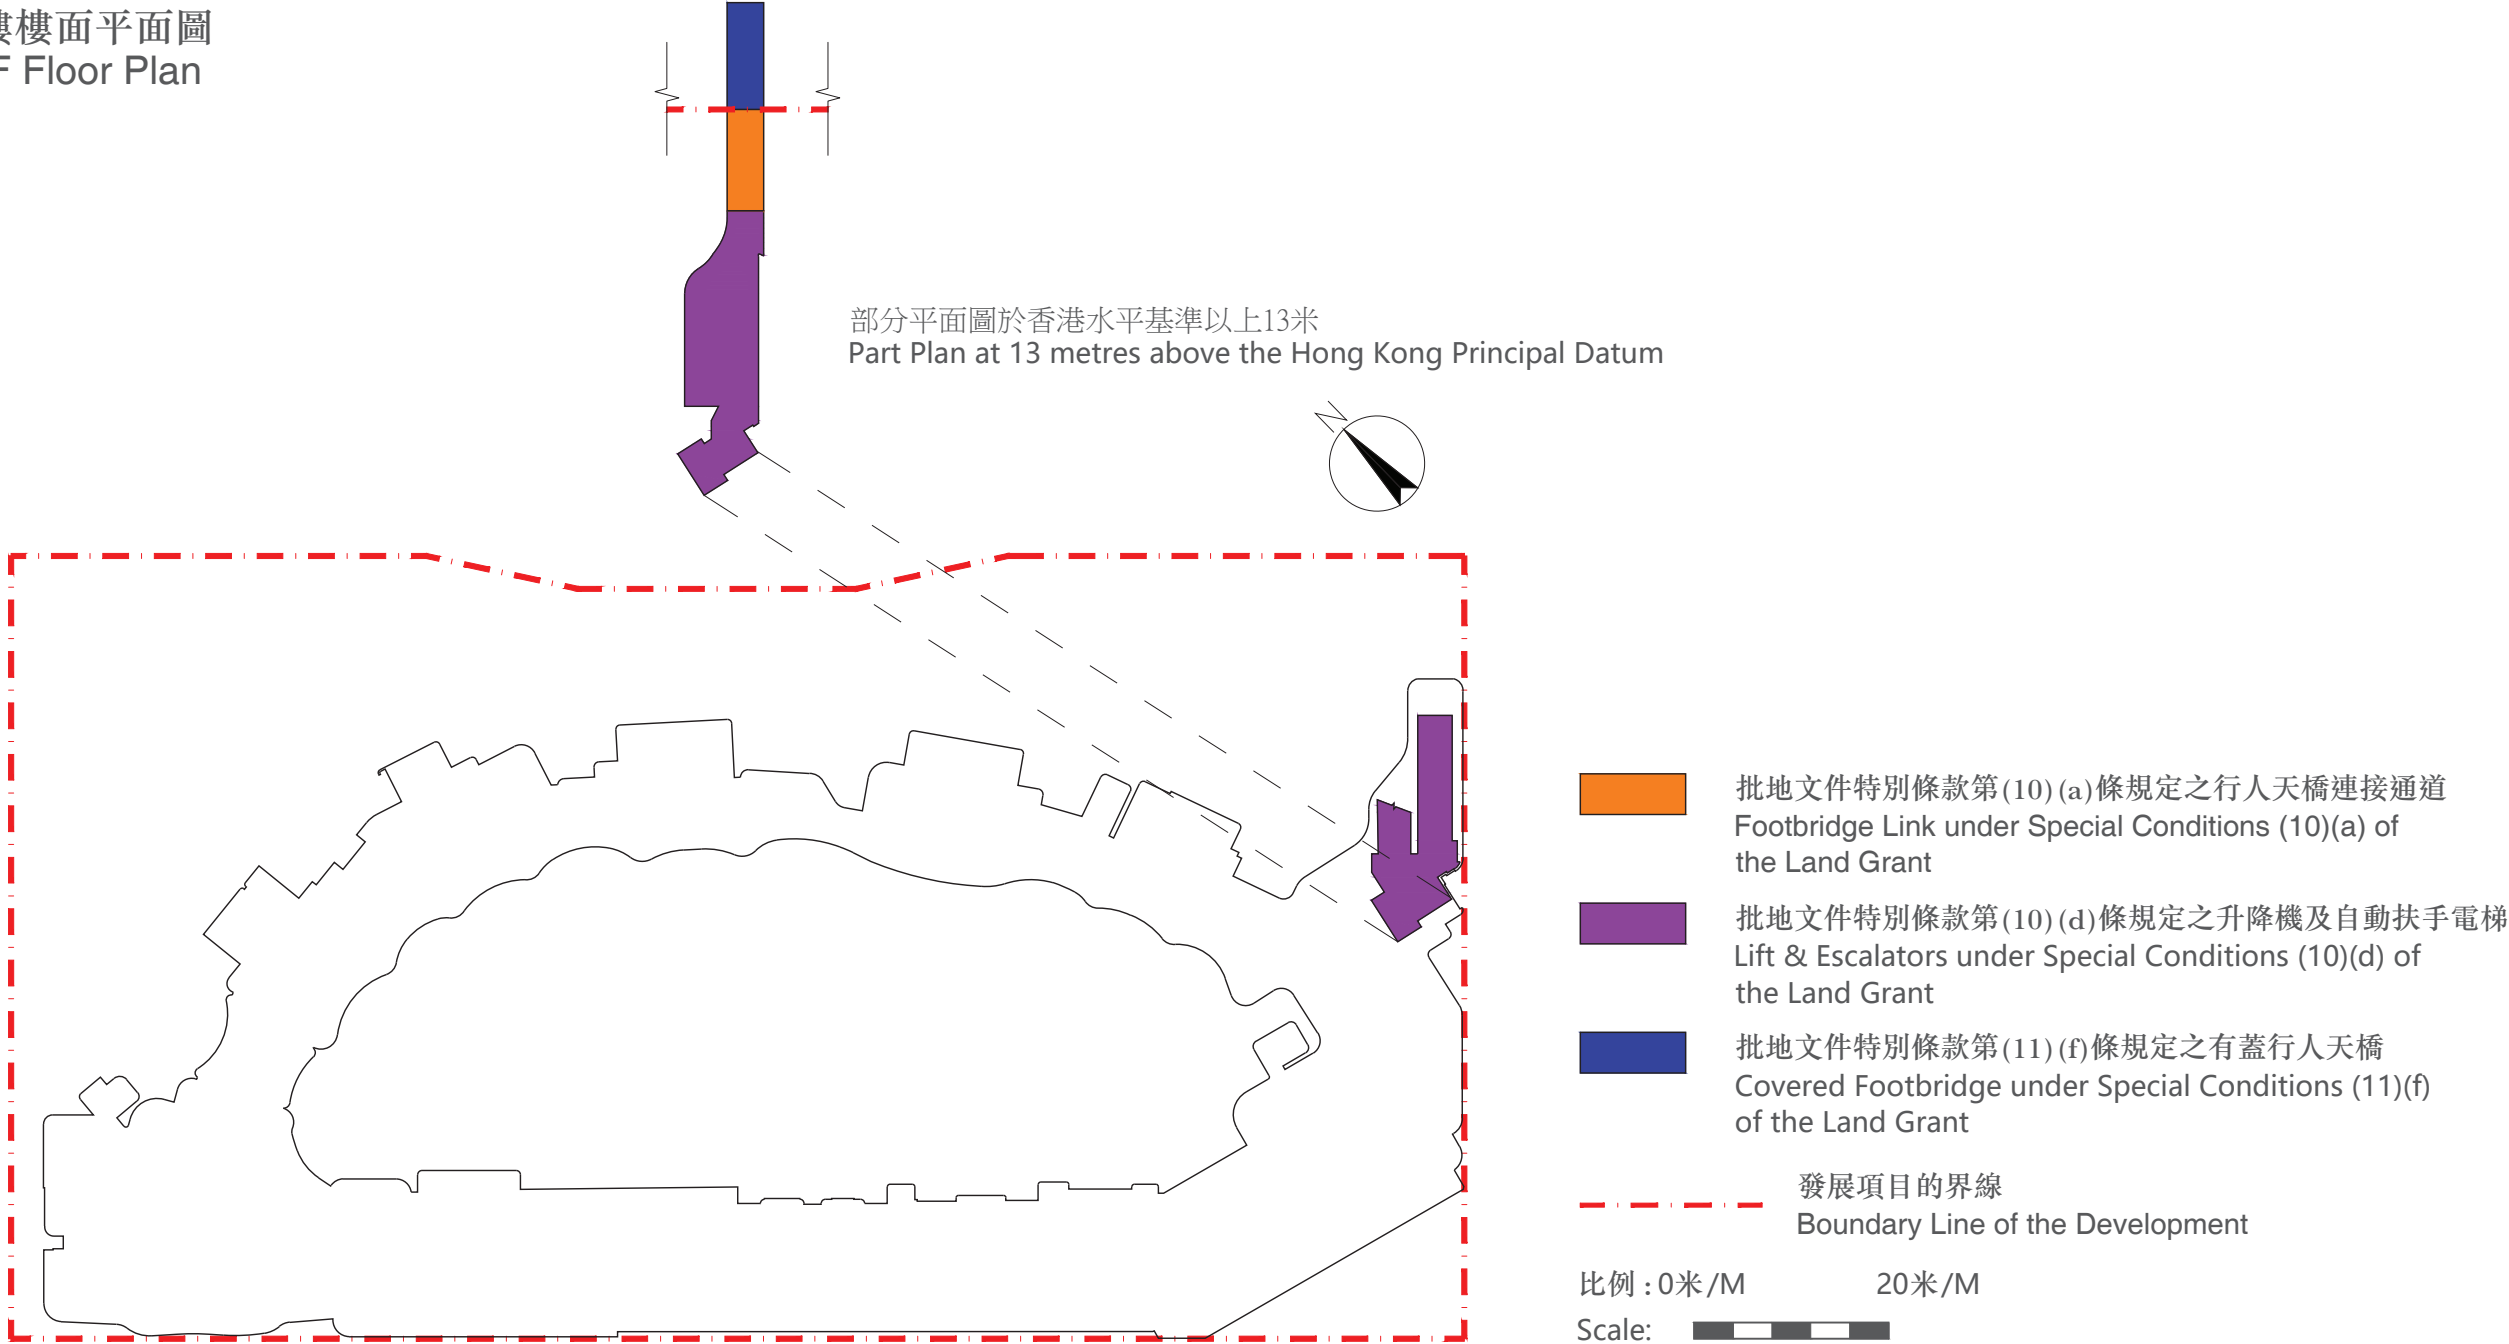 樓樓面平面圖
F Floor Plan
部分平面圖於香港水平基準以上13米
Part Plan at 13 metres above the Hong Kong Principal Datum
N
批地文件特別條款第(10)(a)條規定之行人天橋連接通道
Footbridge Link under Special Conditions (10)(a) of
the Land Grant
批地文件特別條款第(10)(d)條規定之升降機及自動扶手電梯
Lift & Escalators under Special Conditions (10)(d) of
the Land Grant
批地文件特別條款第(11)(f)條規定之有蓋行人天橋
Covered Footbridge under Special Conditions (11)(f)
of the Land Grant
發展項目的界線
Boundary Line of the Development
比例 : 0米/M 20米/M
Scale: